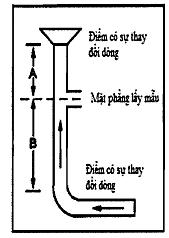 Điểm có sự thay
đổi dòng
A
Mặt phẳng lấy mẫu
B
Điểm có sự thay
đổi dòng